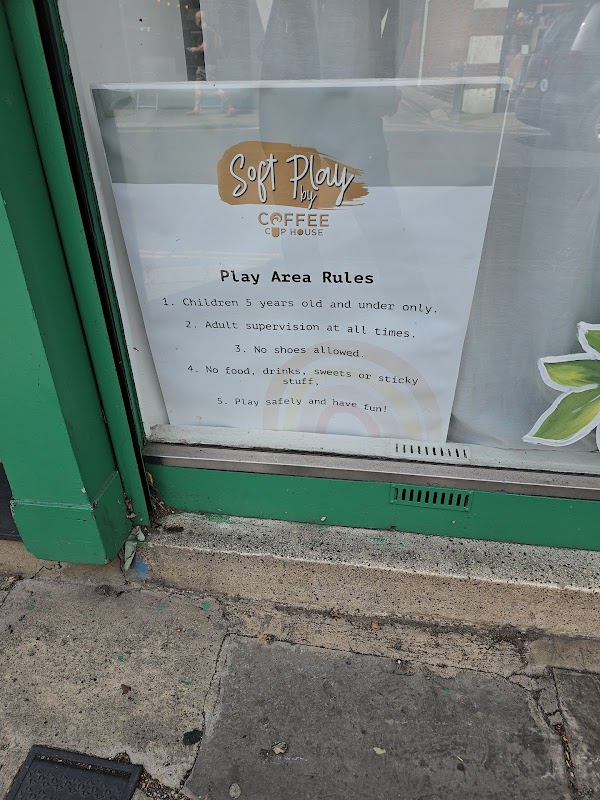 Soft Play
by
COFFEE
CUP HOUSE
Play Area Rules
1. Children 5 years old and under only.
2. Adult supervision at all times.
3. No shoes allowed.
4. No food, drinks, sweets or sticky
stuff.
5. Play safely and have fun!